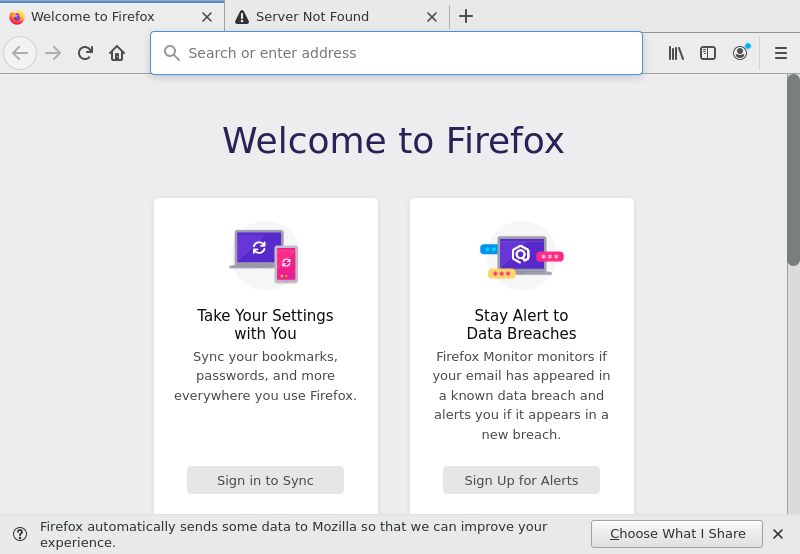 Welcome to Firefox
Server Not Found
Search or enter address
Welcome to Firefox
Take Your Settings
with You
Sync your bookmarks,
passwords, and more
everywhere you use Firefox.
Sign in to Sync
Stay Alert to
Data Breaches
Firefox Monitor monitors if
your email has appeared in
a known data breach and
alerts you if it appears in a
new breach.
Sign Up for Alerts
Firefox automatically sends some data to Mozilla so that we can improve your
experience.
Choose What I Share